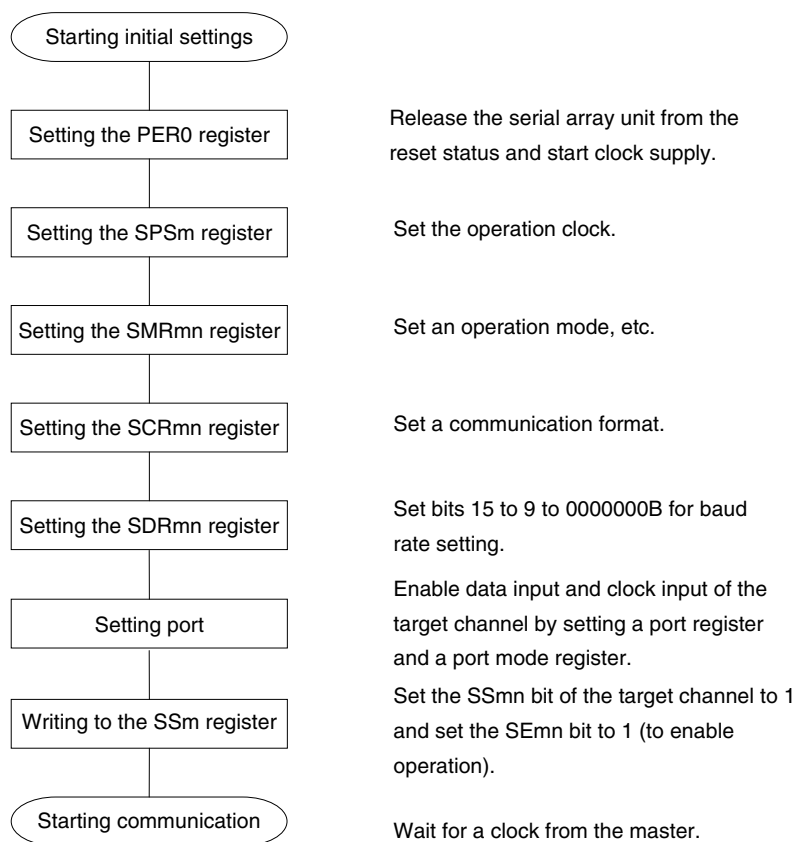 Starting initial settings
Setting the PER0 register
Release the serial array unit from the
reset status and start clock supply.
Setting the SPSm register
Set the operation clock.
Setting the SMRmn register
Set an operation mode, etc.
Setting the SCRmn register
Set a communication format.
Setting the SDRmn register
Set bits 15 to 9 to 0000000B for baud
rate setting.
Setting port
Enable data input and clock input of the
target channel by setting a port register
and a port mode register.
Writing to the SSm register
Set the SSmn bit of the target channel to 1
and set the SEmn bit to 1 (to enable
operation).
Starting communication
Wait for a clock from the master.